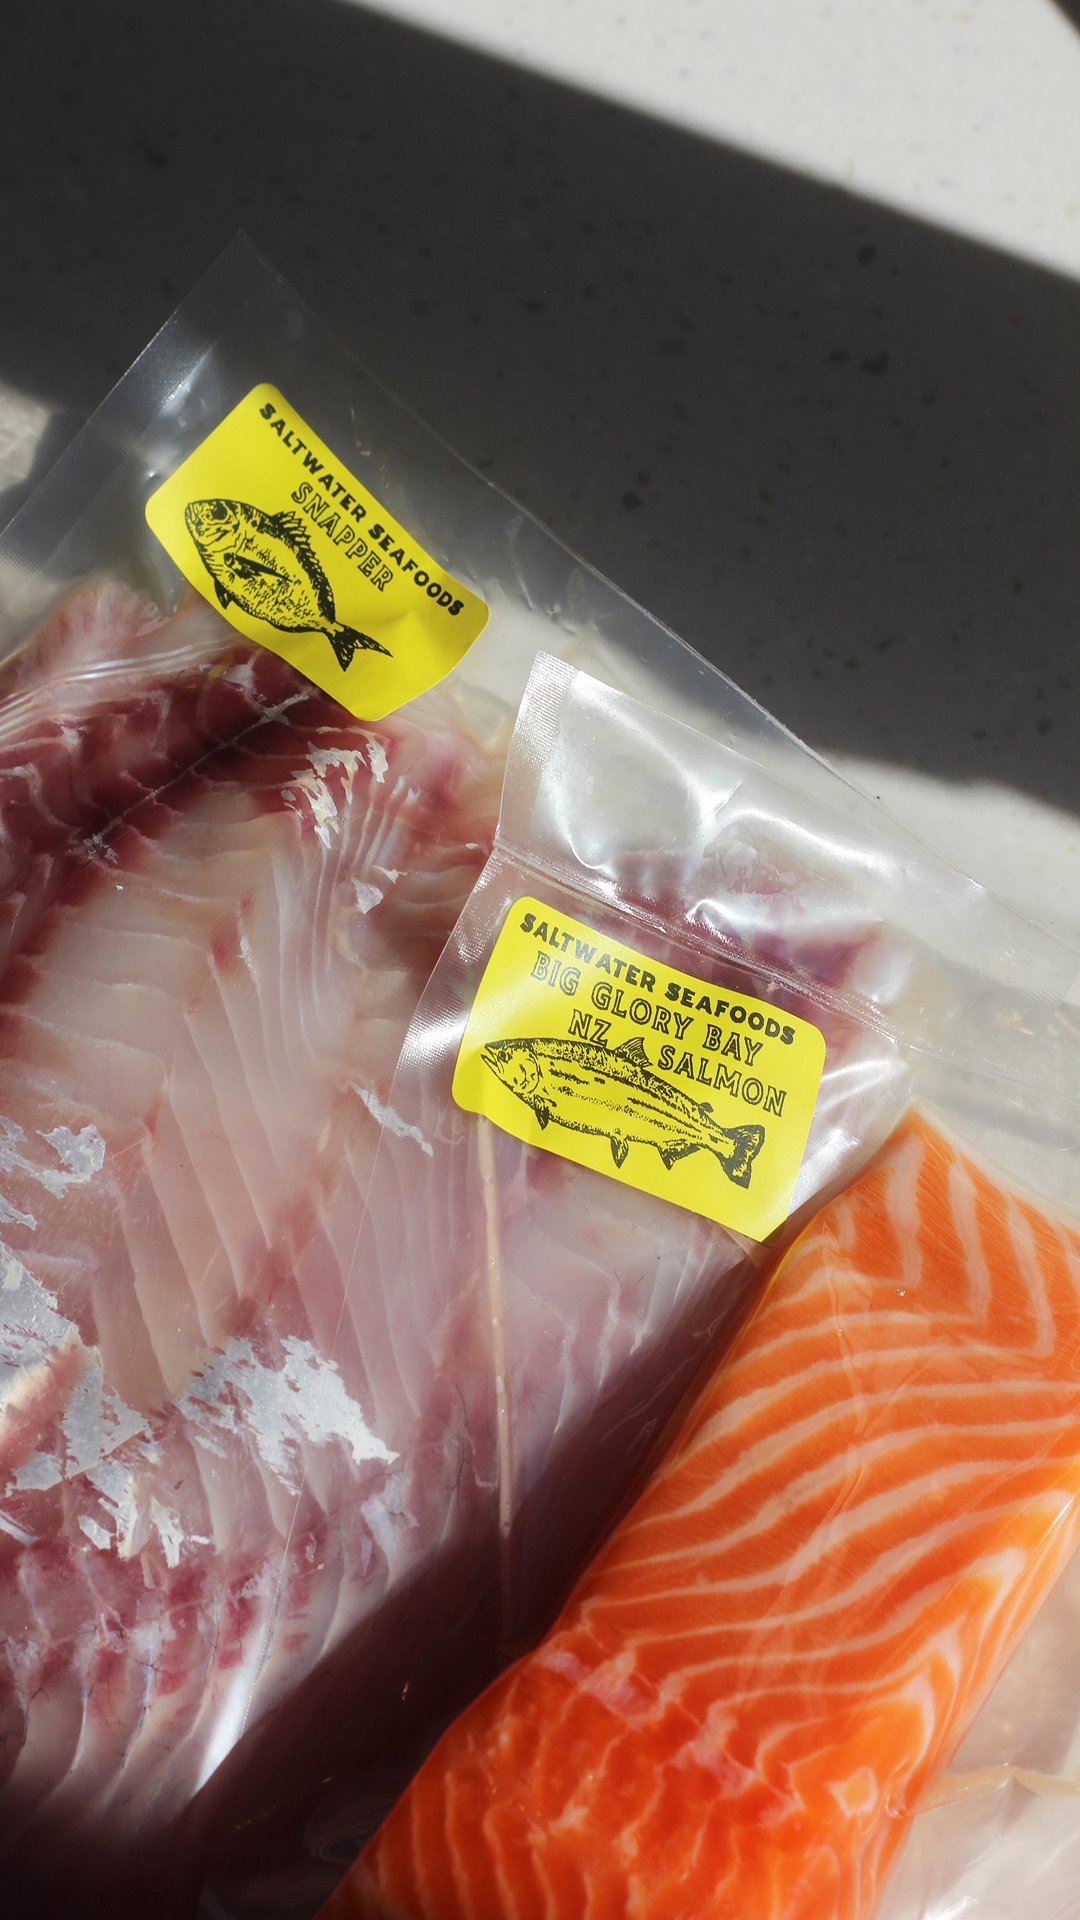 SALTWATER SEAFOODS
SNAPPER
SALTWATER SEAFOODS
BIG GLORY BAY
NZ SALMON